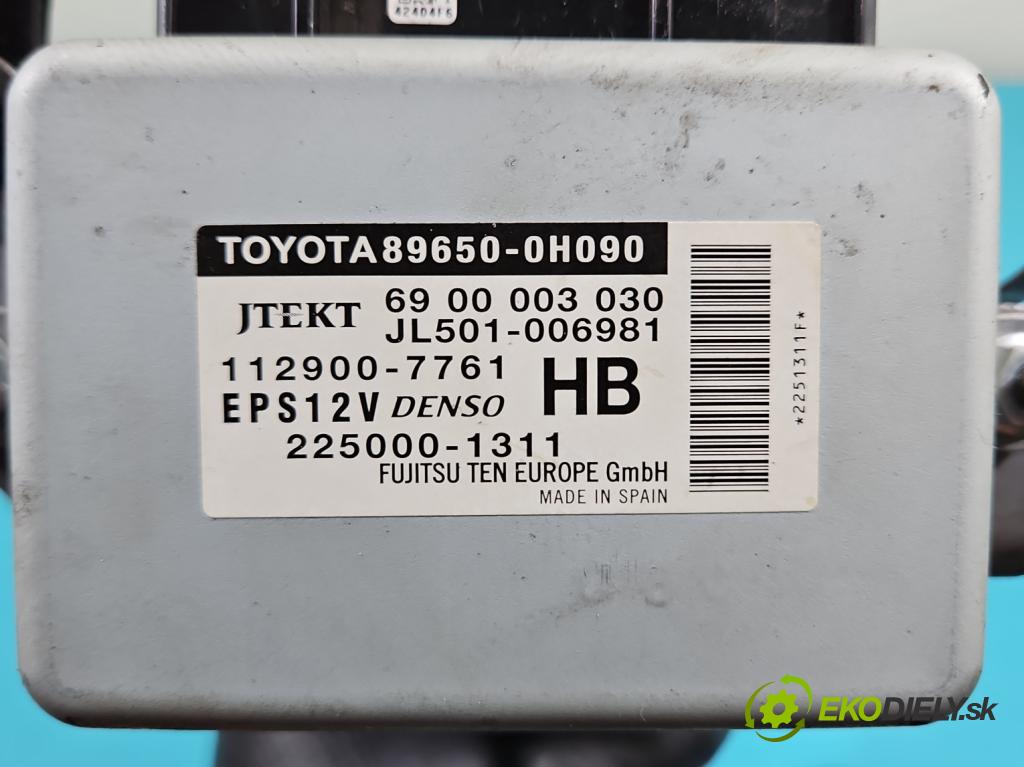 42404F6
TOYOTA 89650-0H090
JTEKT 69 00 003 030
JL501-006981
112900-7761 HB
EPS12V DENSO
225000-1311
FUJITSU TEN EUROPE GmbH
MADE IN SPAIN
*2251311F*
EKODIELY.sk